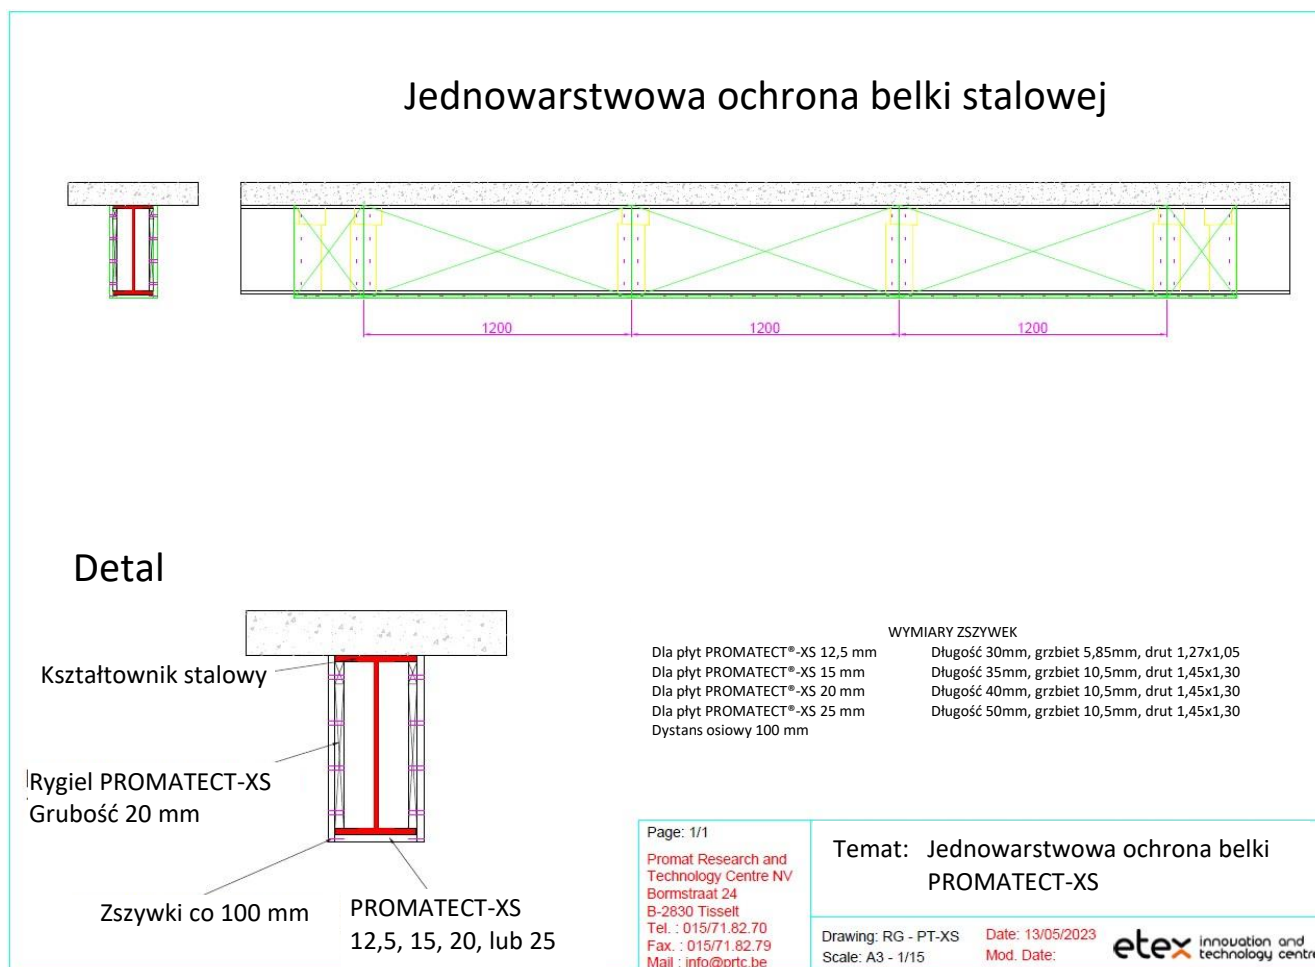 Jednowarstwowa ochrona belki stalowej
1200
1200
1200
Detal
Kształtownik stalowy
Rygiel PROMATECT-XS
Grubość 20 mm
Zszywki co 100 mm
PROMATECT-XS
12,5, 15, 20, lub 25
WYMIARY ZSZYWEK
Dla płyt PROMATECT®-XS 12,5 mm Długość 30mm, grzbiet 5,85mm, drut 1,27x1,05
Dla płyt PROMATECT®-XS 15 mm Długość 35mm, grzbiet 10,5mm, drut 1,45x1,30
Dla płyt PROMATECT®-XS 20 mm Długość 40mm, grzbiet 10,5mm, drut 1,45x1,30
Dla płyt PROMATECT®-XS 25 mm Długość 50mm, grzbiet 10,5mm, drut 1,45x1,30
Dystans osiowy 100 mm
Page: 1/1
Promat Research and
Technology Centre NV
Bormstraat 24
B-2830 Tisselt
Tel. : 015/71.82.70
Fax. : 015/71.82.79
Mail : info@prtc.be
Temat: Jednowarstwowa ochrona belki
PROMATECT-XS
Drawing: RG - PT-XS
Scale: A3 - 1/15
Date: 13/05/2023
Mod. Date:
etex innovation and
technology centre